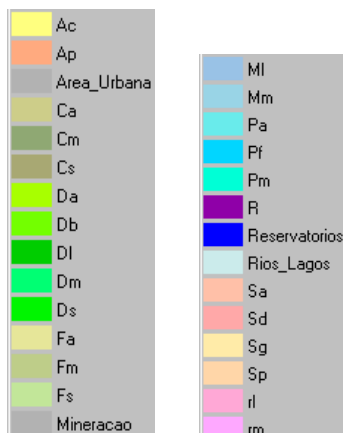 Ac
Ap
Area_Urbana
Ca
Cm
Cs
Da
Db
Dl
Dm
Ds
Fa
Fm
Fs
Mineracao
Ml
Mm
Pa
Pf
Pm
R
Reservatorios
Rios_Lagos
Sa
Sd
Sg
Sp
rl
rm